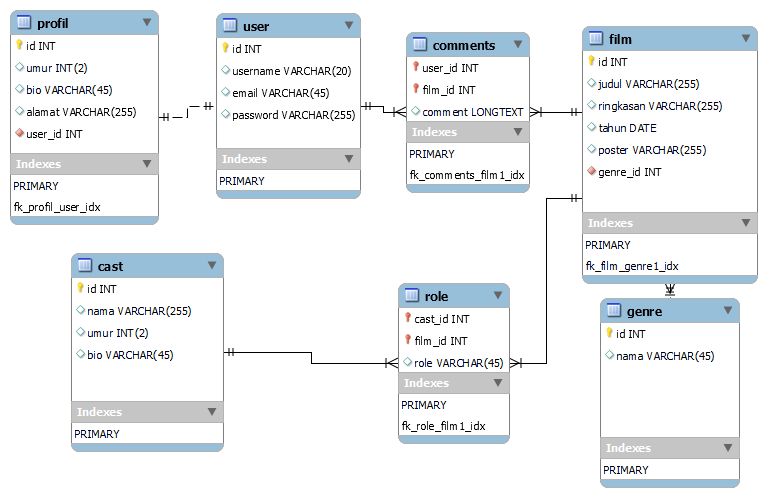 profil
id INT
umur INT(2)
bio VARCHAR(45)
alamat VARCHAR(255)
user_id INT
Indexes
PRIMARY
fk_profil_user_idx
user
id INT
username VARCHAR(20)
email VARCHAR(45)
password VARCHAR(255)
Indexes
PRIMARY
comments
user_id INT
film_id INT
comment LONGTEXT
Indexes
PRIMARY
fk_comments_film1_idx
film
id INT
judul VARCHAR(255)
ringkasan VARCHAR(255)
tahun DATE
poster VARCHAR(255)
genre_id INT
Indexes
PRIMARY
fk_film_genre1_idx
cast
id INT
nama VARCHAR(255)
umur INT(2)
bio VARCHAR(45)
Indexes
PRIMARY
role
cast_id INT
film_id INT
role VARCHAR(45)
Indexes
PRIMARY
fk_role_film1_idx
genre
id INT
nama VARCHAR(45)
Indexes
PRIMARY